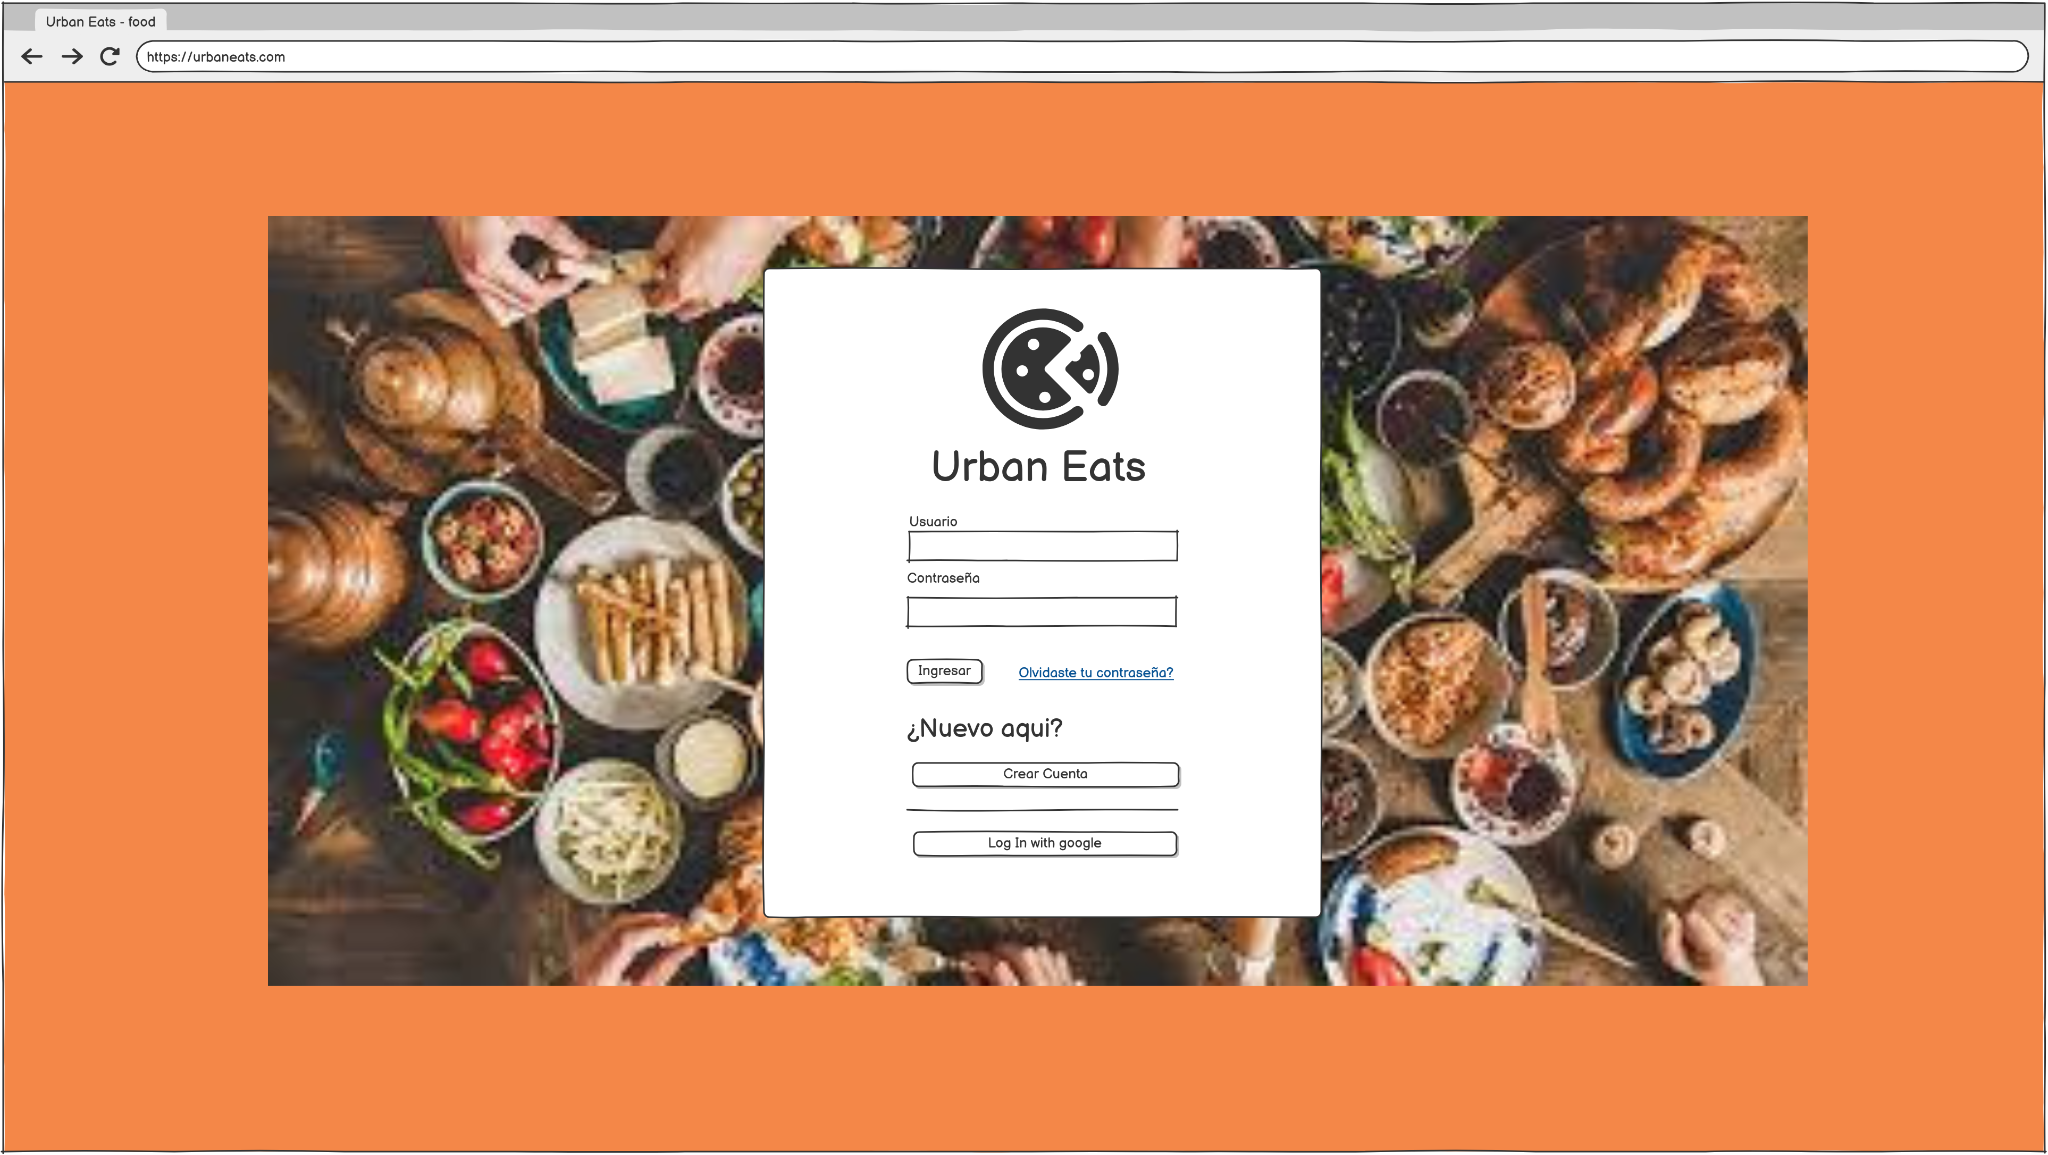 Urban Eats - food
https://urbaneats.com
Urban Eats
Usuario
Contraseña
Ingresar
Olvidaste tu contraseña?
¿Nuevo aqui?
Crear Cuenta
Log In with google